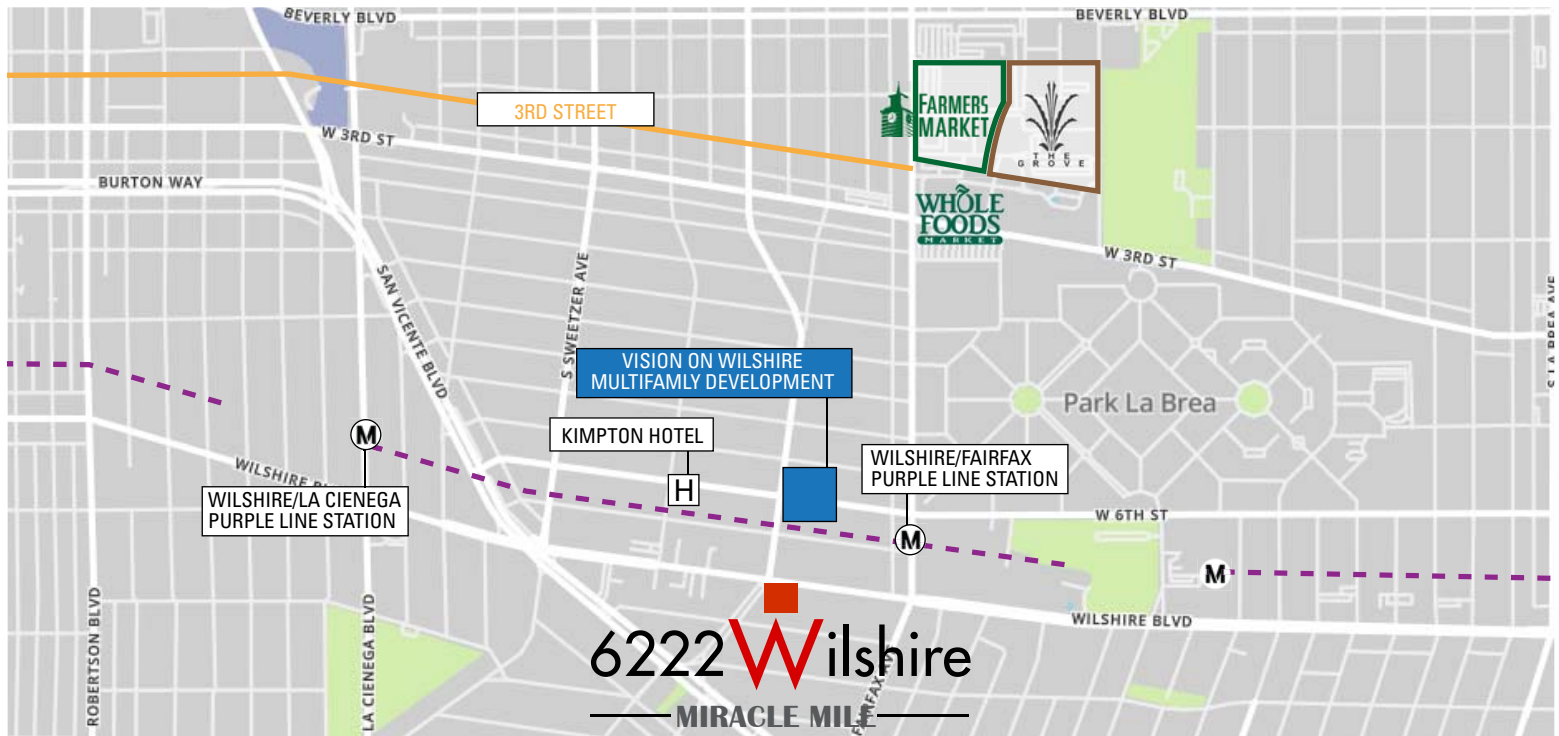 BEVERLY BLVD
BEVERLY BLVD
3RD STREET
FARMERS
MARKET
THE
GROVE
W 3RD ST
BURTON WAY
WHOLE
FOODS
MARKET
W 3RD ST
SAN VICENTE BLVD
S SWEETZER AVE
S LA BREA AVE
VISION ON WILSHIRE
MULTIFAMLY DEVELOPMENT
Park La Brea
M
KIMPTON HOTEL
H
WILSHIRE/FAIRFAX
PURPLE LINE STATION
WILSHIRE
WILSHIRE/LA CIENEGA
PURPLE LINE STATION
W 6TH ST
M
M
ROBERTSON BLVD
LA CIENEGA BLVD
WILSHIRE BLVD
6222 Wilshire
FAIRFAX AVE
MIRACLE MILE